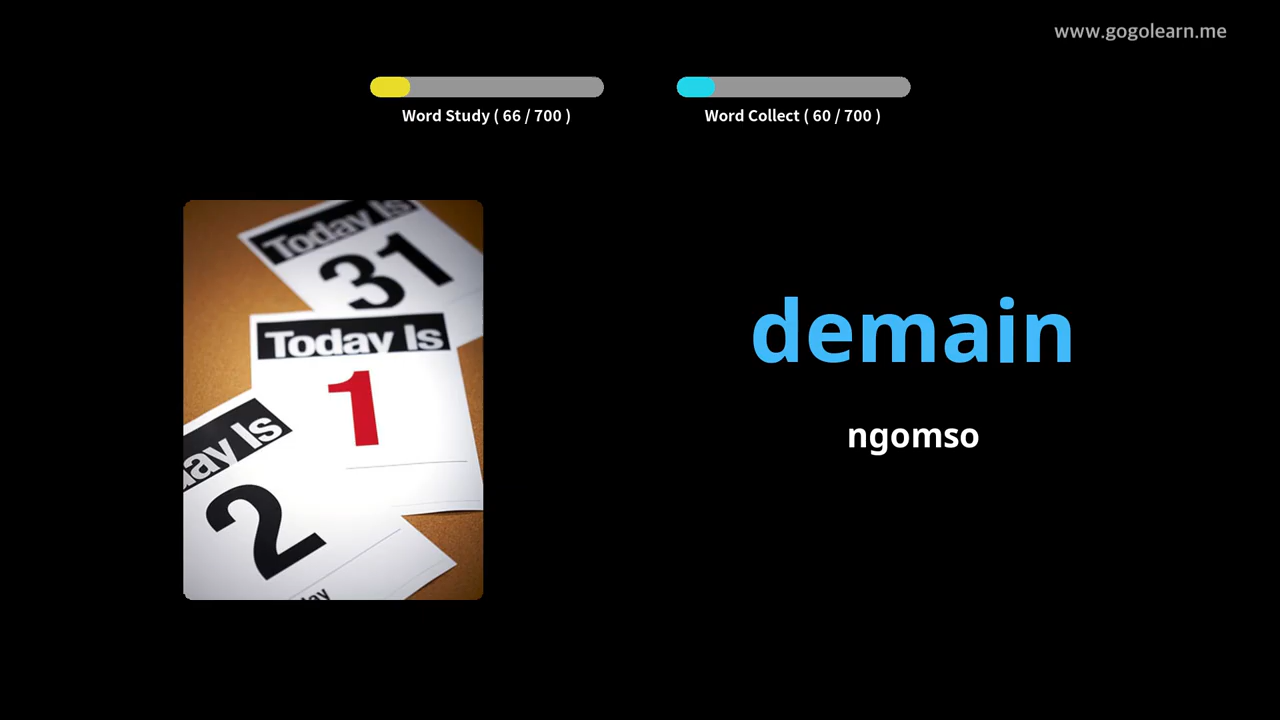 www.gogolearn.me
Word Study ( 66 / 700 )
Word Collect ( 60 / 700 )
Today Is
31
Today Is
1
ay Is
2
demain
ngomso